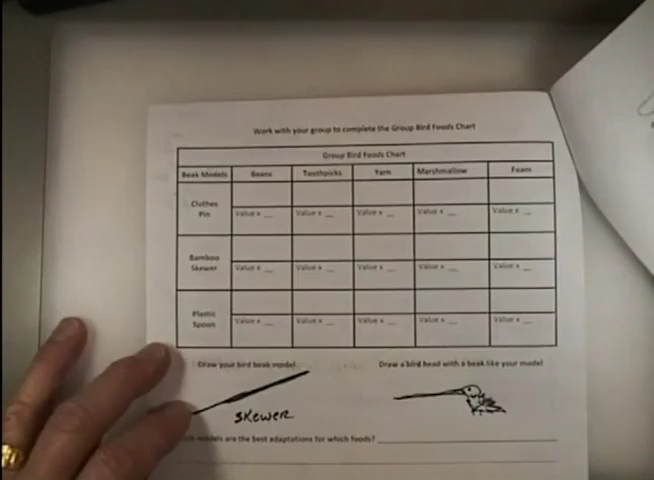 Work with your group to complete the Group Bird Foods Chart
Group Bird Foods Chart
Beak Models Beans Toothpicks Yarn Marshmallow Foam
Clothes
Pin
Value x __ Value x __ Value x __ Value x __ Value x __
Bamboo
Skewer
Value x __ Value x __ Value x __ Value x __ Value x __
Plastic
Spoon
Value x __ Value x __ Value x __ Value x __ Value x __
Draw your bird beak model Draw a bird head with a beak like your model
Skewer
models are the best adaptations for which foods?